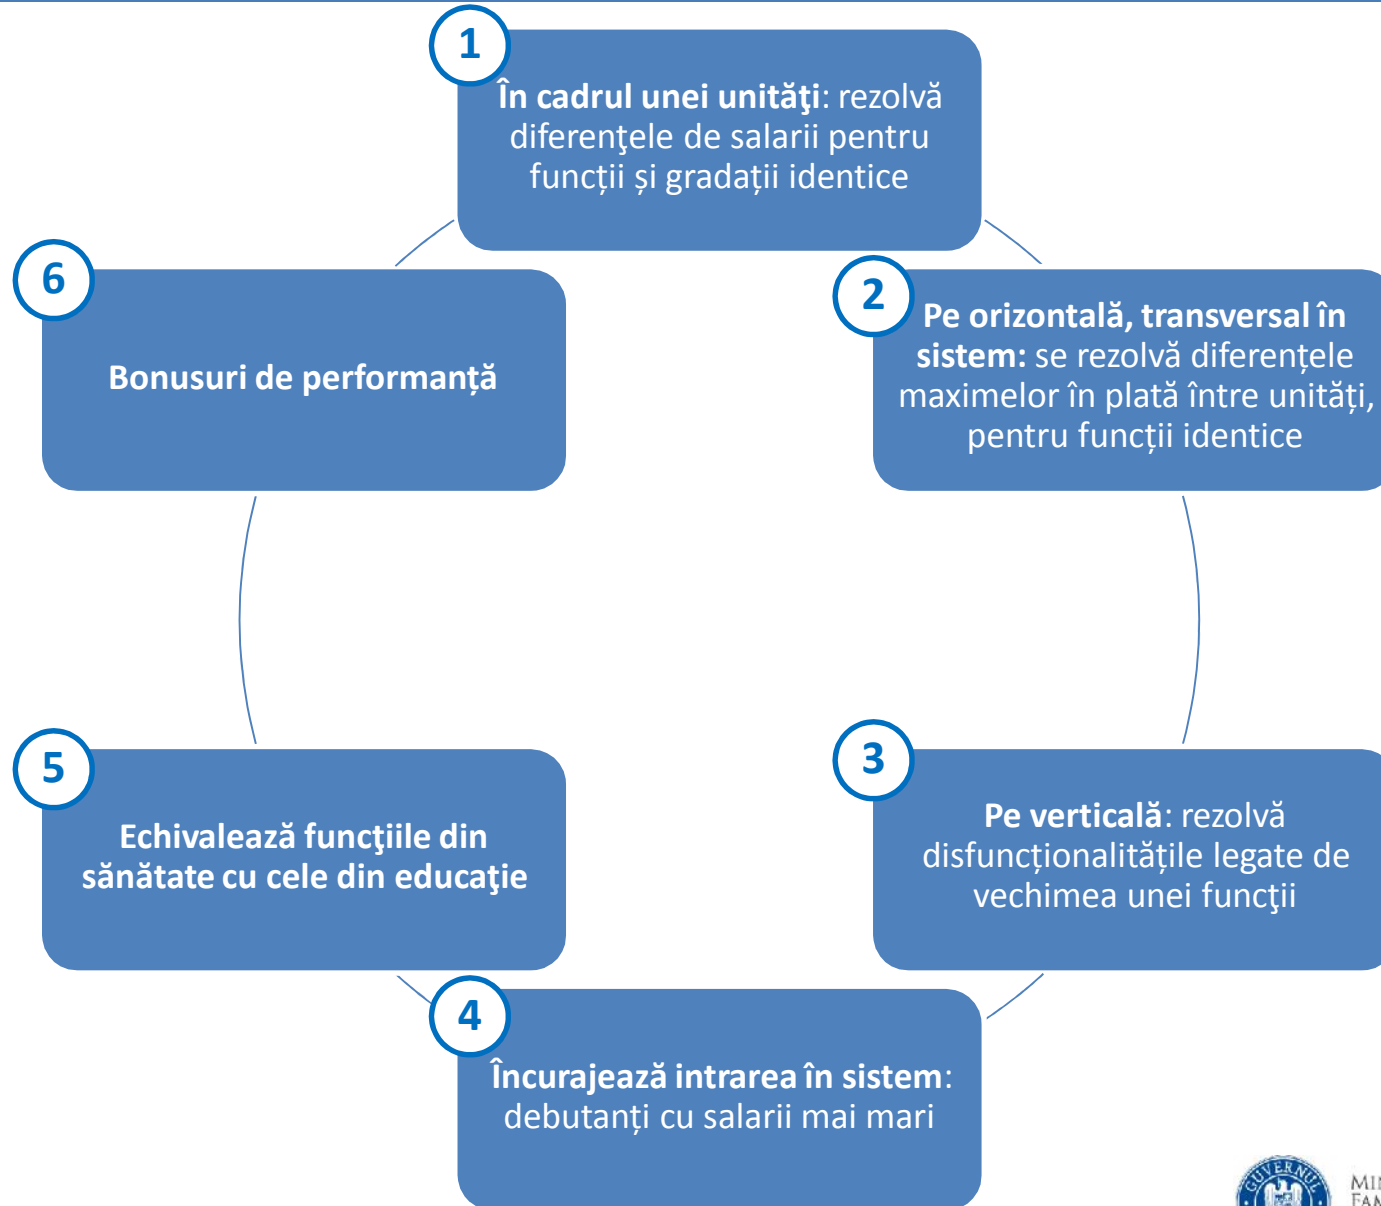 1
În cadrul unei unităţi: rezolvă
diferenţele de salarii pentru
funcții și gradații identice
2
Pe orizontală, transversal în
sistem: se rezolvă diferențele
maximelor în plată între unități,
pentru funcții identice
3
Pe verticală: rezolvă
disfuncționalitățile legate de
vechimea unei funcţii
4
Încurajează intrarea în sistem:
debutanți cu salarii mai mari
5
Echivalează funcţiile din
sănătate cu cele din educaţie
6
Bonusuri de performanță
GUVERNUL